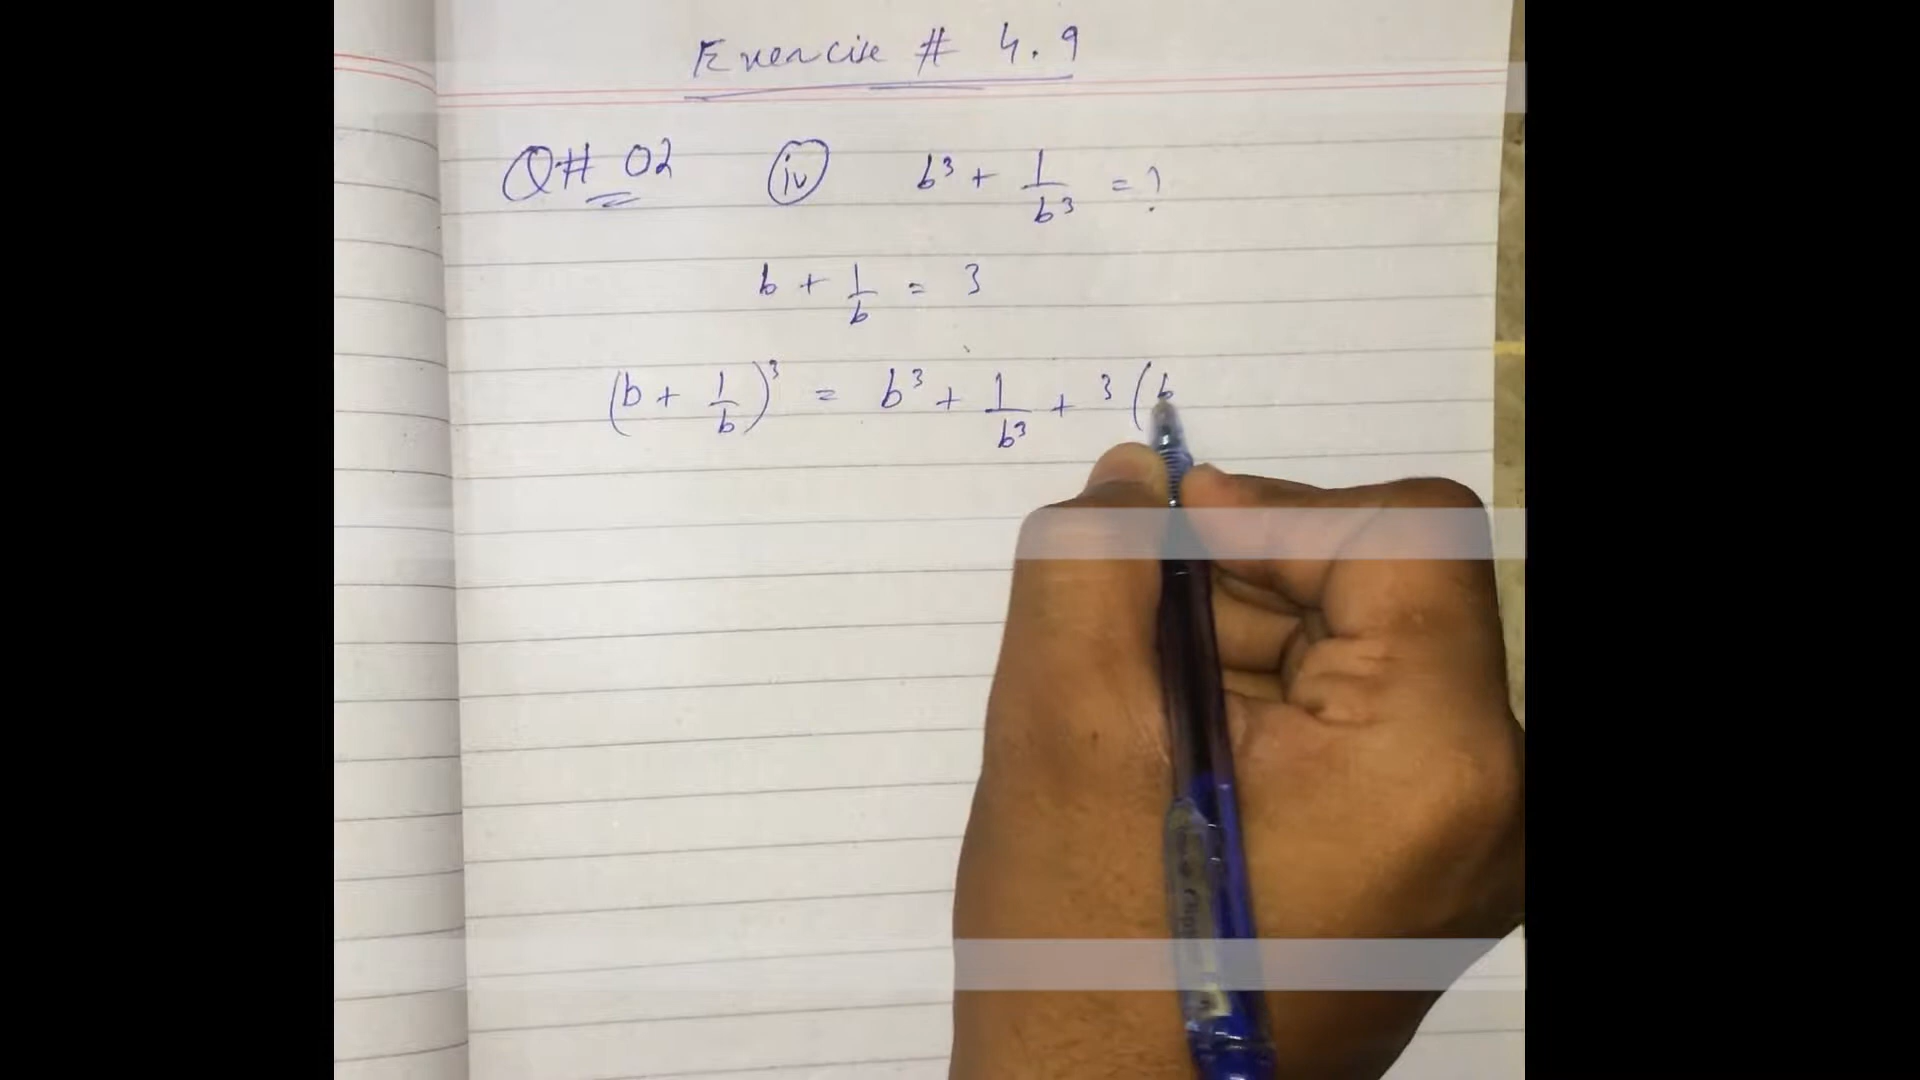 Exercise # 4.9
Q# 02 (iv) b³ + 1/b³ = ?
b + 1/b = 3
(b + 1/b)³ = b³ + 1/b³ + 3 (b